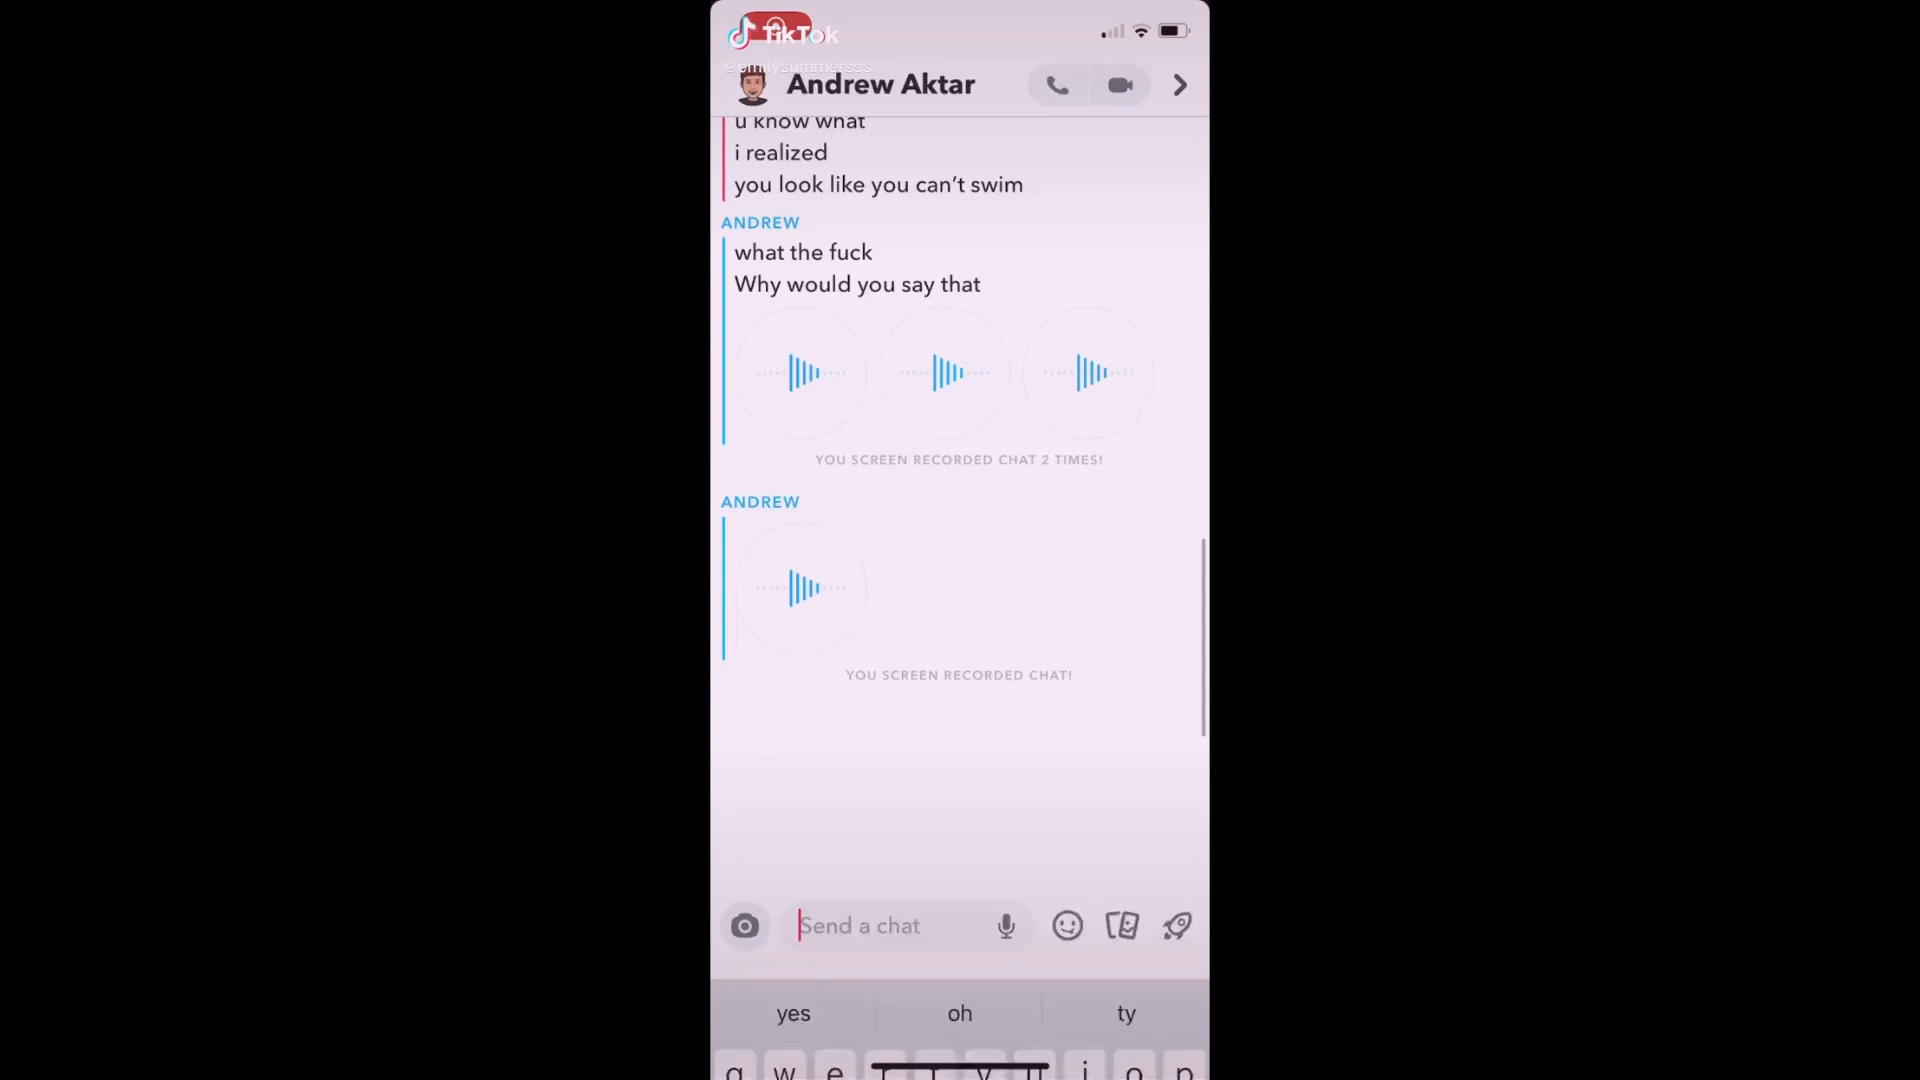 TikTok
@emilysummersss
Andrew Aktar
u know what
i realized
you look like you can't swim
ANDREW
what the fuck
Why would you say that
YOU SCREEN RECORDED CHAT 2 TIMES!
ANDREW
YOU SCREEN RECORDED CHAT!
Send a chat
yes oh ty
q w e r t y u i o p